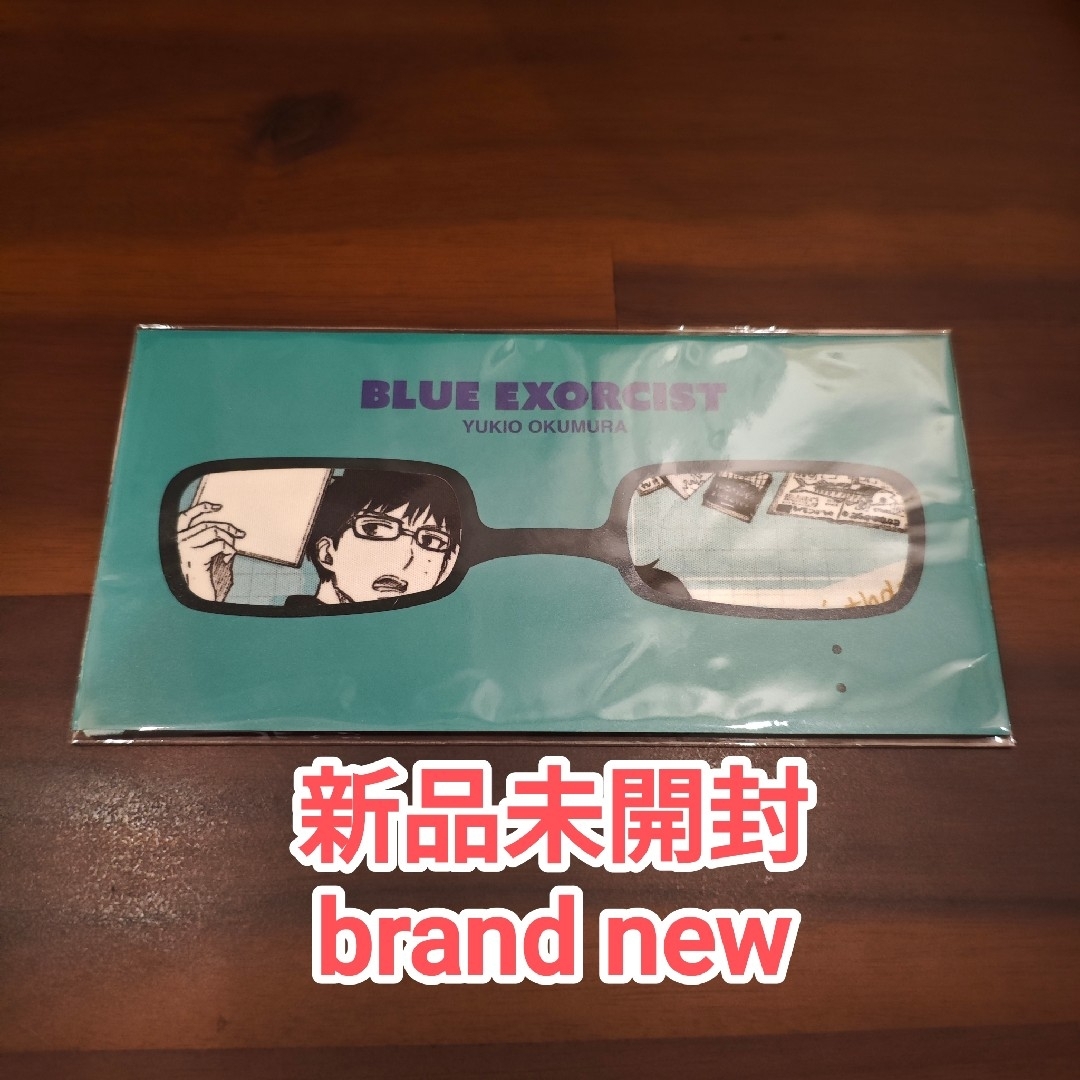 BLUE EXORCIST
YUKIO OKUMURA
新品未開封
brand new